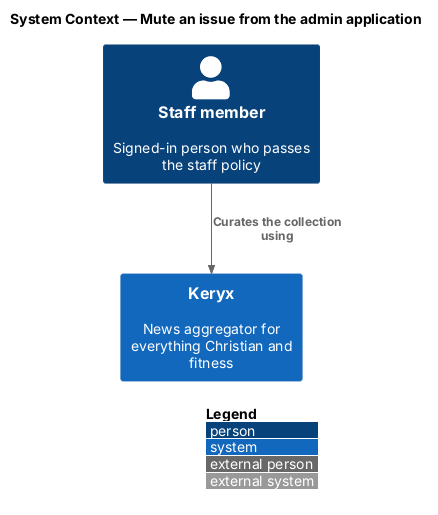 System Context — Mute an issue from the admin application
Staff member
Signed-in person who passes
the staff policy
Curates the collection
using
Keryx
News aggregator for
everything Christian and
fitness
Legend
person
system
external person
external system